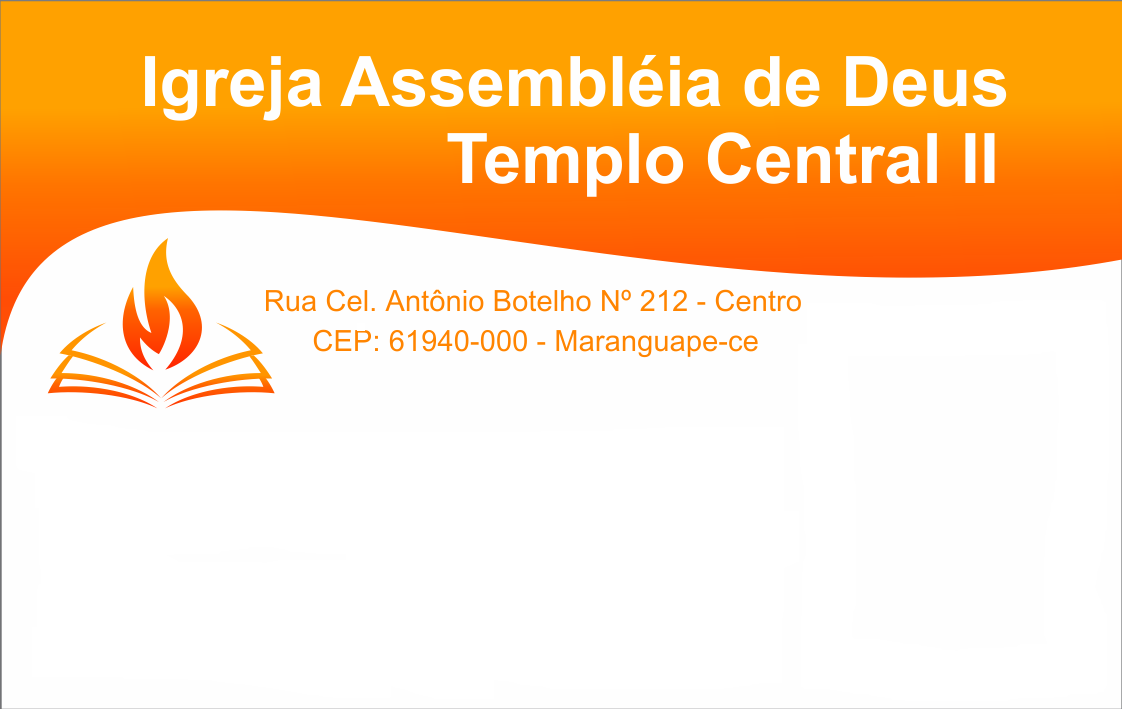 Igreja Assembléia de Deus
Templo Central II
Rua Cel. Antônio Botelho Nº 212 - Centro
CEP: 61940-000 - Maranguape-ce